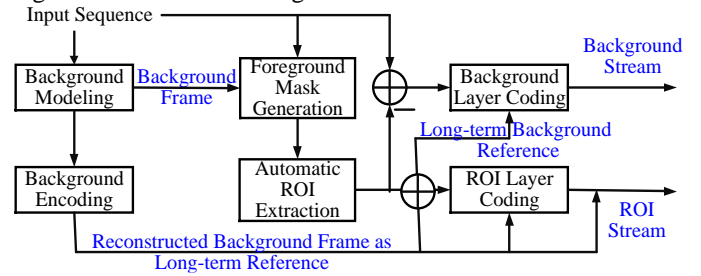 Input Sequence
Background
Modeling
Background
Frame
Foreground
Mask
Generation
Background
Layer Coding
Background
Stream
Long-term Background
Reference
Background
Encoding
Automatic
ROI
Extraction
ROI Layer
Coding
ROI
Stream
Reconstructed Background Frame as
Long-term Reference